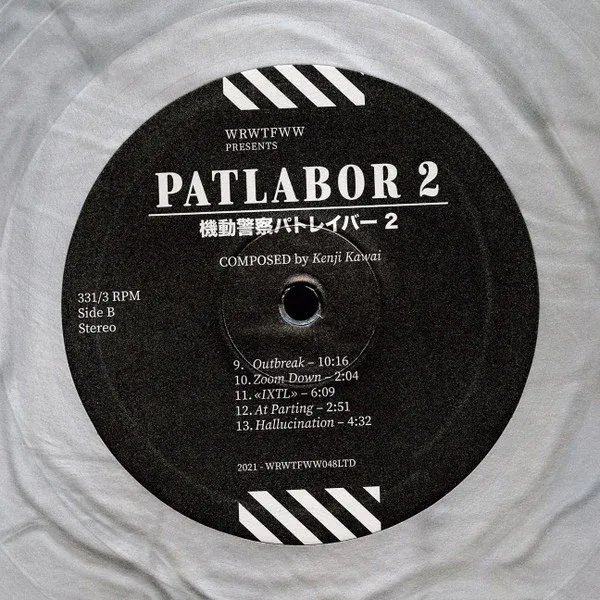 WRWTFWW
PRESENTS
PATLABOR 2
機動警察パトレイバー 2
COMPOSED by Kenji Kawai
331/3 RPM
Side B
Stereo
9. Outbreak – 10:16
10. Zoom Down – 2:04
11. «IXTL» – 6:09
12. At Parting – 2:51
13. Hallucination – 4:32
2021 - WRWTFWW048LTD